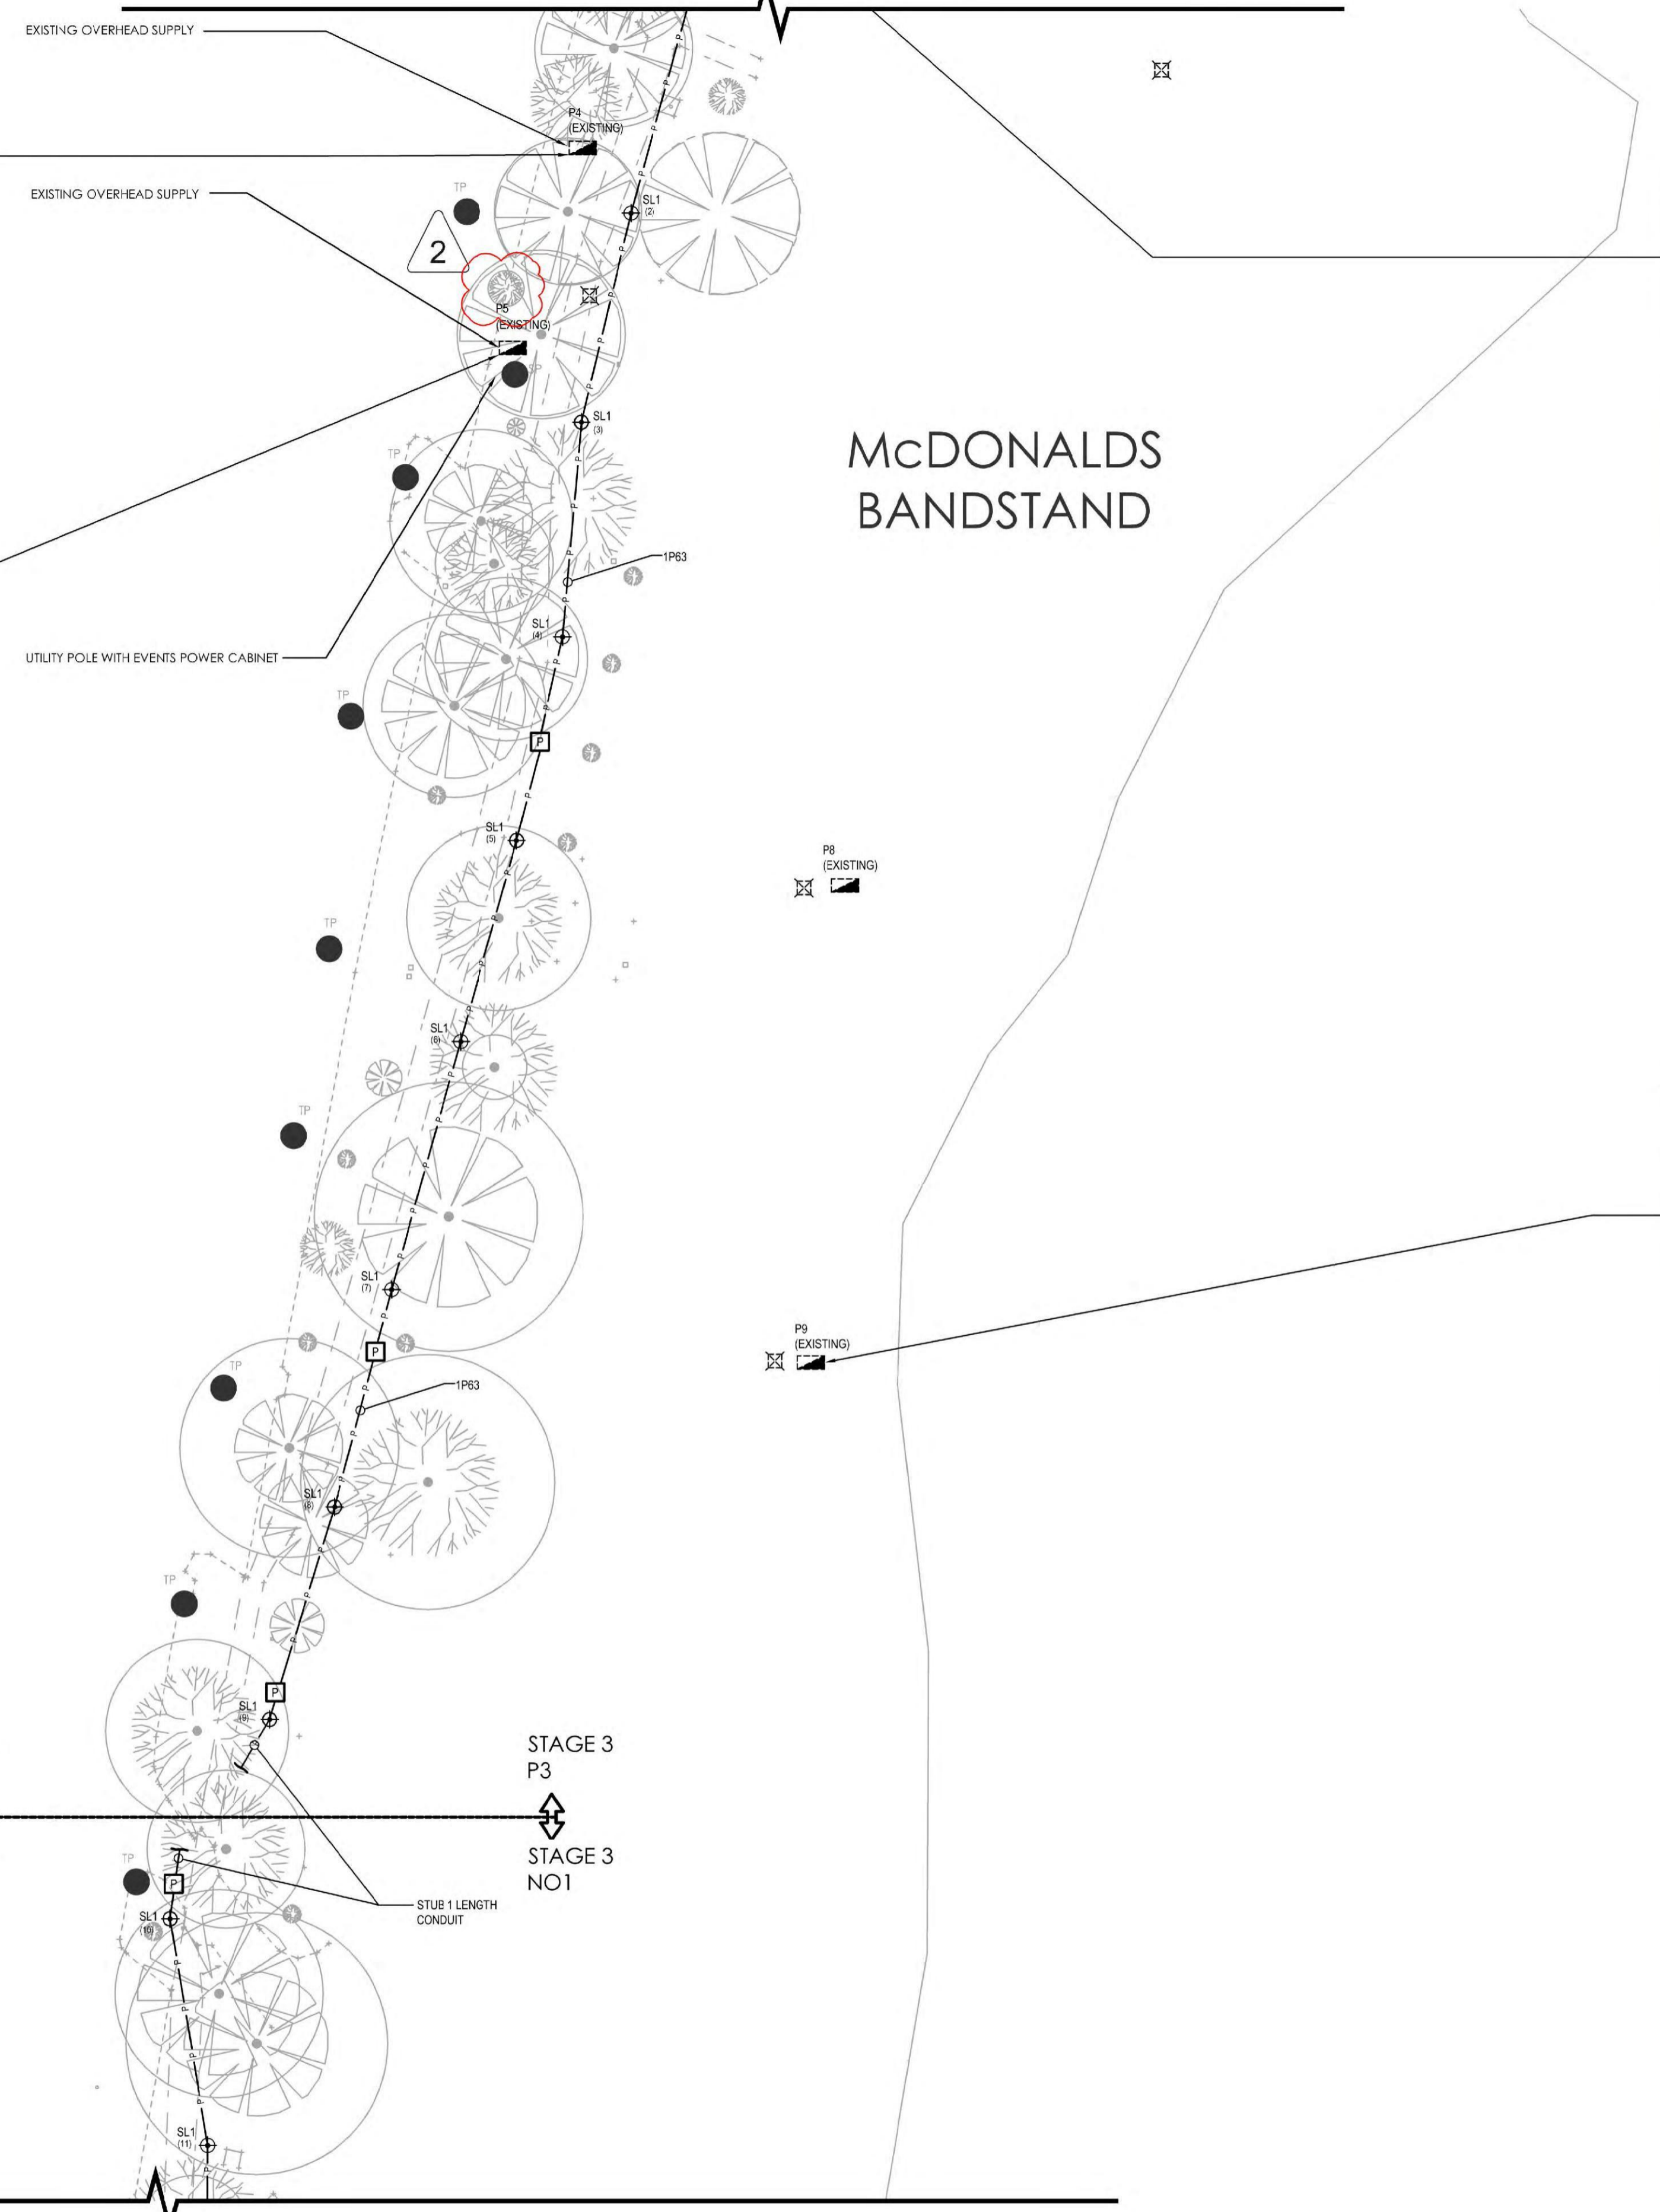 EXISTING OVERHEAD SUPPLY
P4
(EXISTING)
TP
EXISTING OVERHEAD SUPPLY
SL1
(2)
2
P5
(EXISTING)
SP
SL1
(3)
McDONALDS
BANDSTAND
TP
1P63
SL1
(4)
UTILITY POLE WITH EVENTS POWER CABINET
TP
P
SL1
(5)
P8
(EXISTING)
TP
SL1
(6)
TP
SL1
(7)
P9
(EXISTING)
P
TP
1P63
SL1
(8)
TP
P
SL1
(9)
STAGE 3
P3
STAGE 3
NO1
TP
P
STUB 1 LENGTH
CONDUIT
SL1
(10)
SL1
(11)